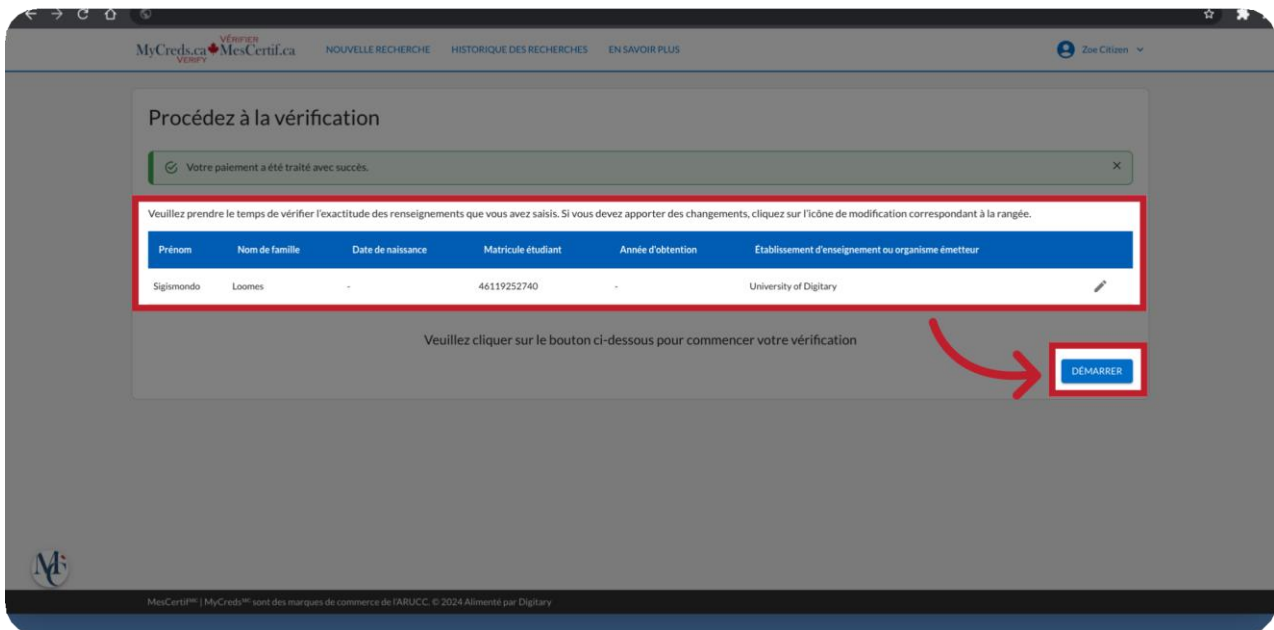 VÉRIFIER
MyCreds.ca MesCertif.ca
VERIFY
NOUVELLE RECHERCHE HISTORIQUE DES RECHERCHES EN SAVOIR PLUS
Zoe Citizen
Procédez à la vérification
Votre paiement a été traité avec succès.
Veuillez prendre le temps de vérifier l'exactitude des renseignements que vous avez saisis. Si vous devez apporter des changements, cliquez sur l'icône de modification correspondant à la rangée.
Prénom Nom de famille Date de naissance Matricule étudiant Année d'obtention Établissement d'enseignement ou organisme émetteur
Sigismondo Loomes - 46119252740 - University of Digitary
Veuillez cliquer sur le bouton ci-dessous pour commencer votre vérification
DÉMARRER
MesCertifᴹᶜ | MyCredsᴹᶜ sont des marques de commerce de l'ARUCC. © 2024 Alimenté par Digitary